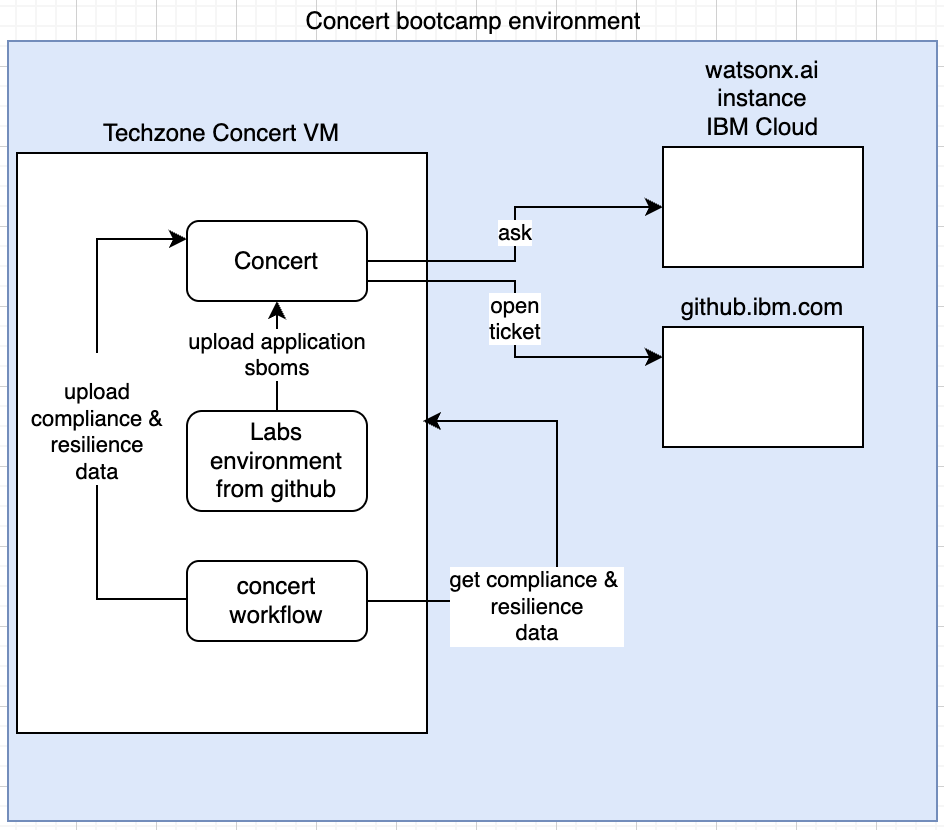 Concert bootcamp environment
watsonx.ai
instance
IBM Cloud
Techzone Concert VM
Concert
ask
open
ticket
github.ibm.com
upload application
sboms
upload
compliance &
resilience
data
Labs
environment
from github
concert
workflow
get compliance &
resilience
data